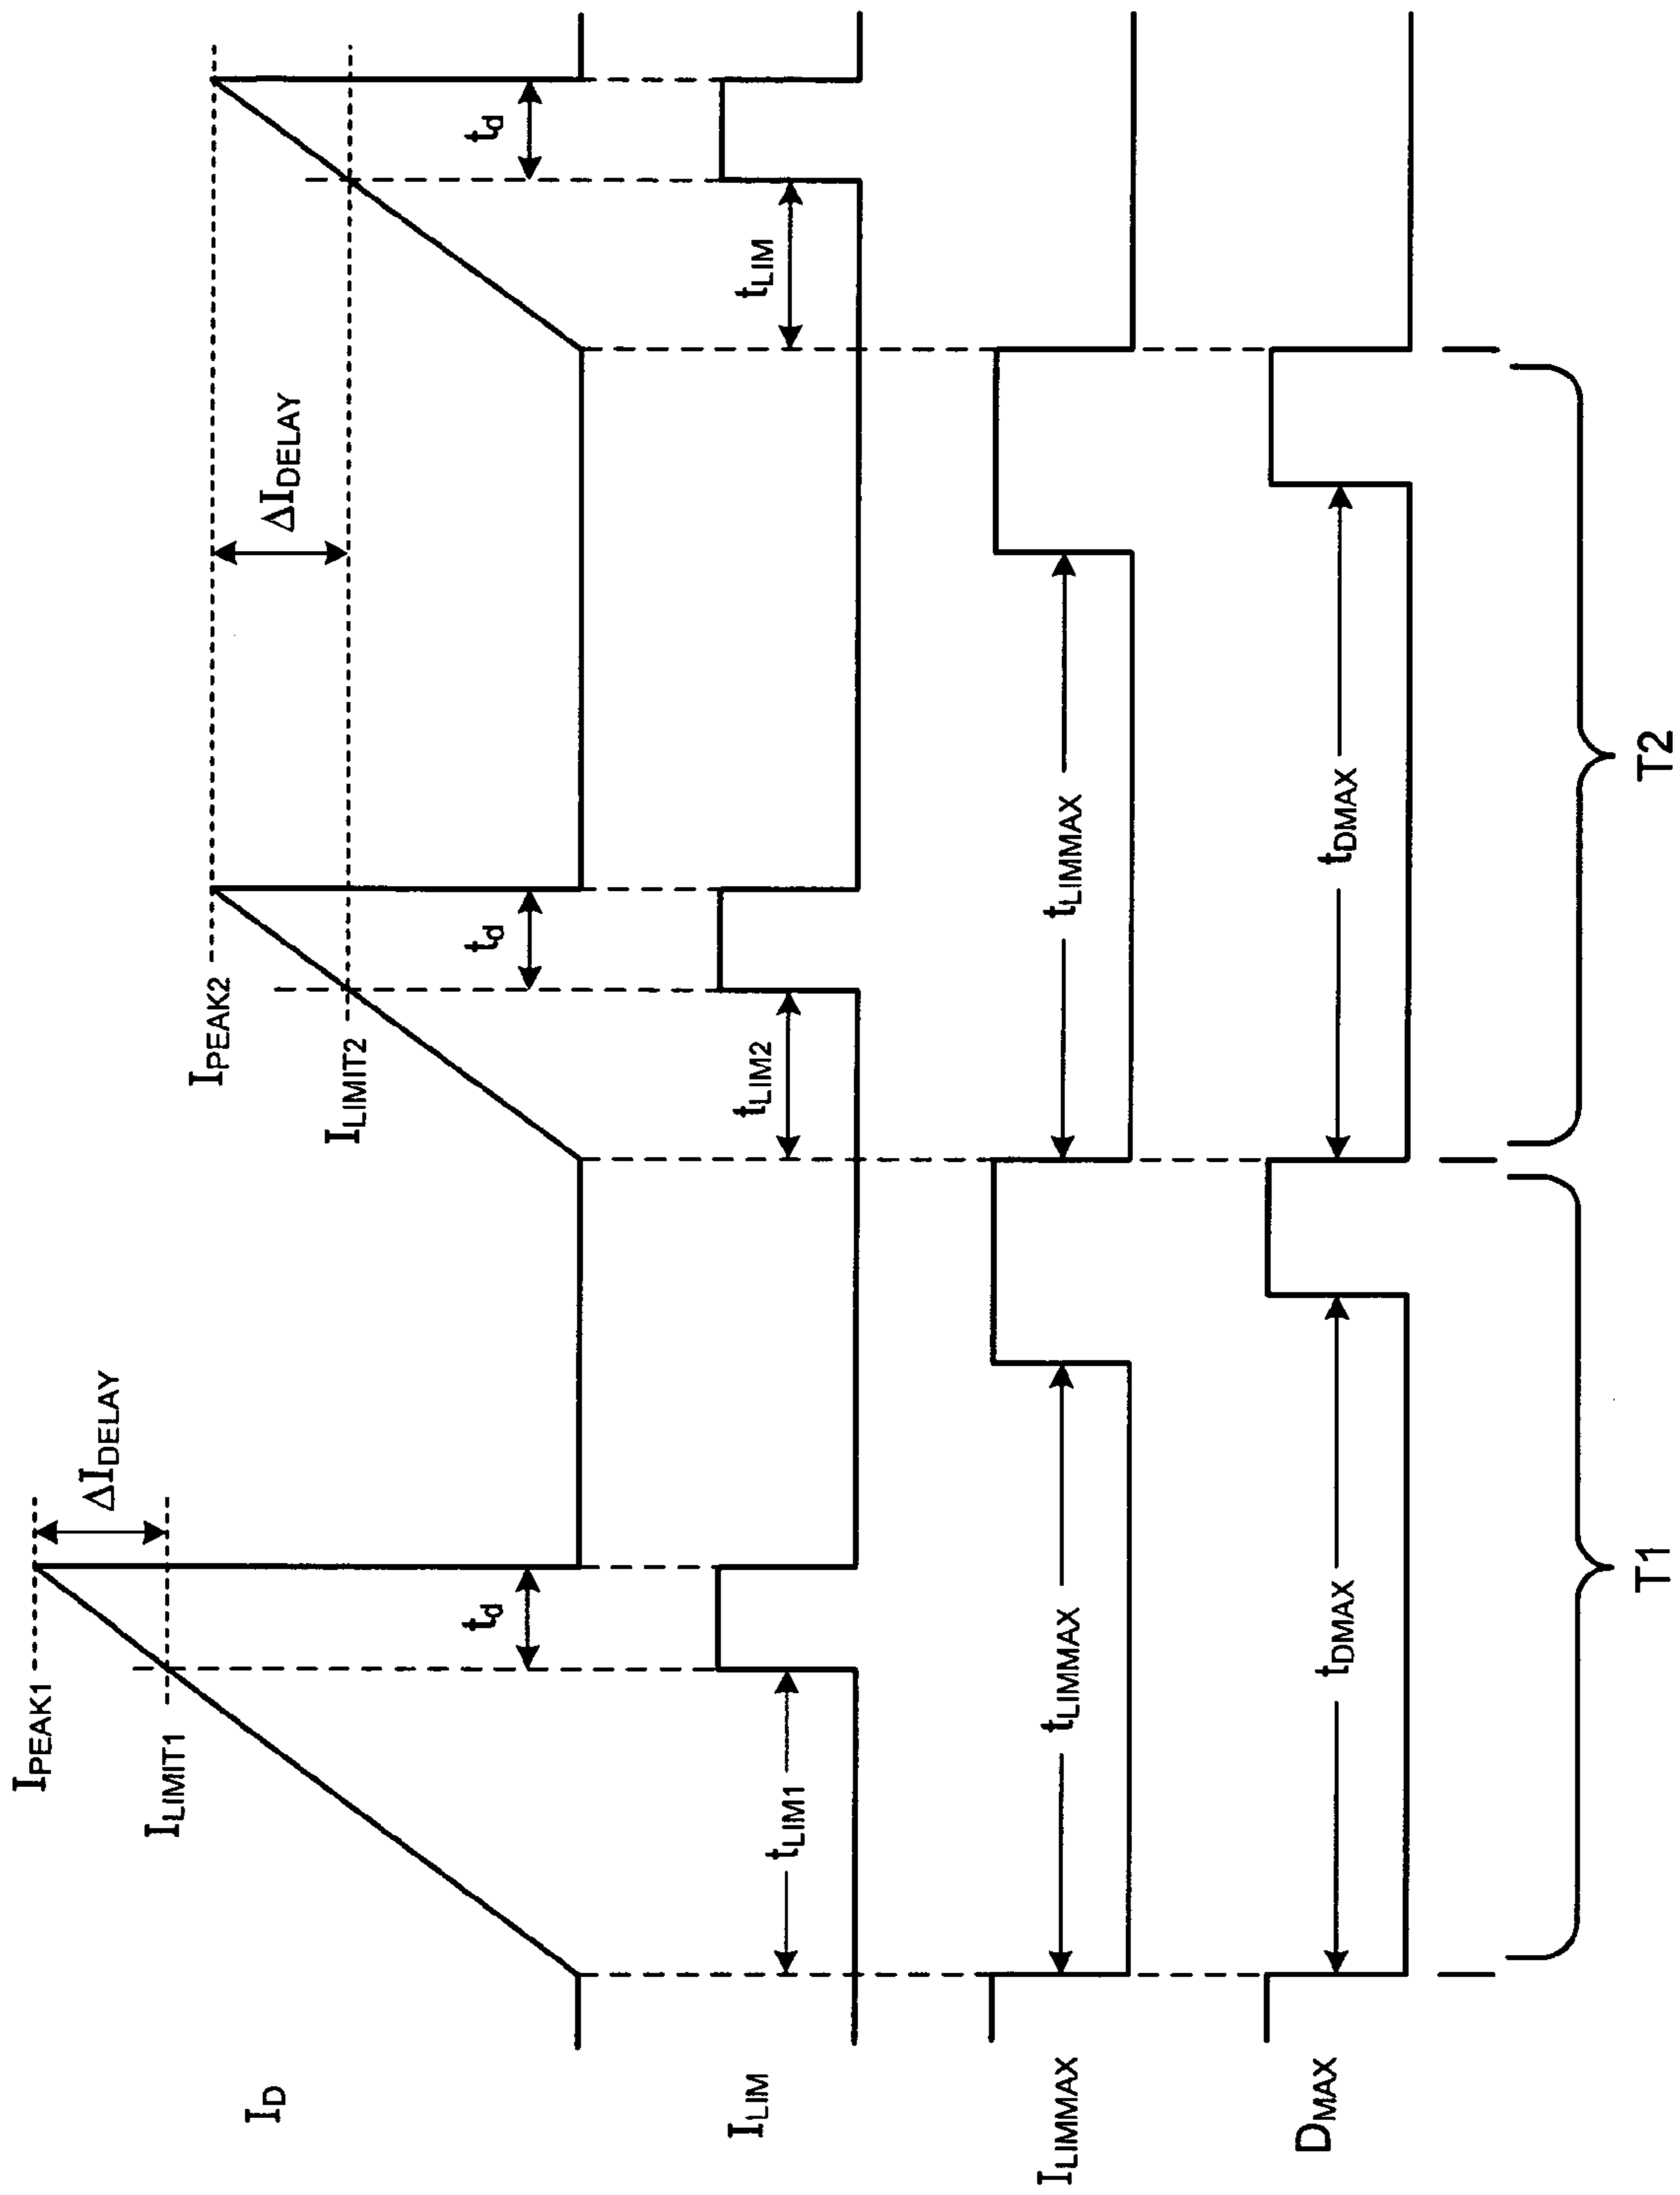 I_PEAK1
ΔI_DELAY
I_LIMIT1
I_PEAK2
ΔI_DELAY
I_LIMIT2
I_D
t_d
t_d
t_d
I_LIM
t_LIM1
t_LIM2
t_LIM
I_LIMMAX
t_LIMMAX
t_LIMMAX
D_MAX
t_DMAX
t_DMAX
T1
T2